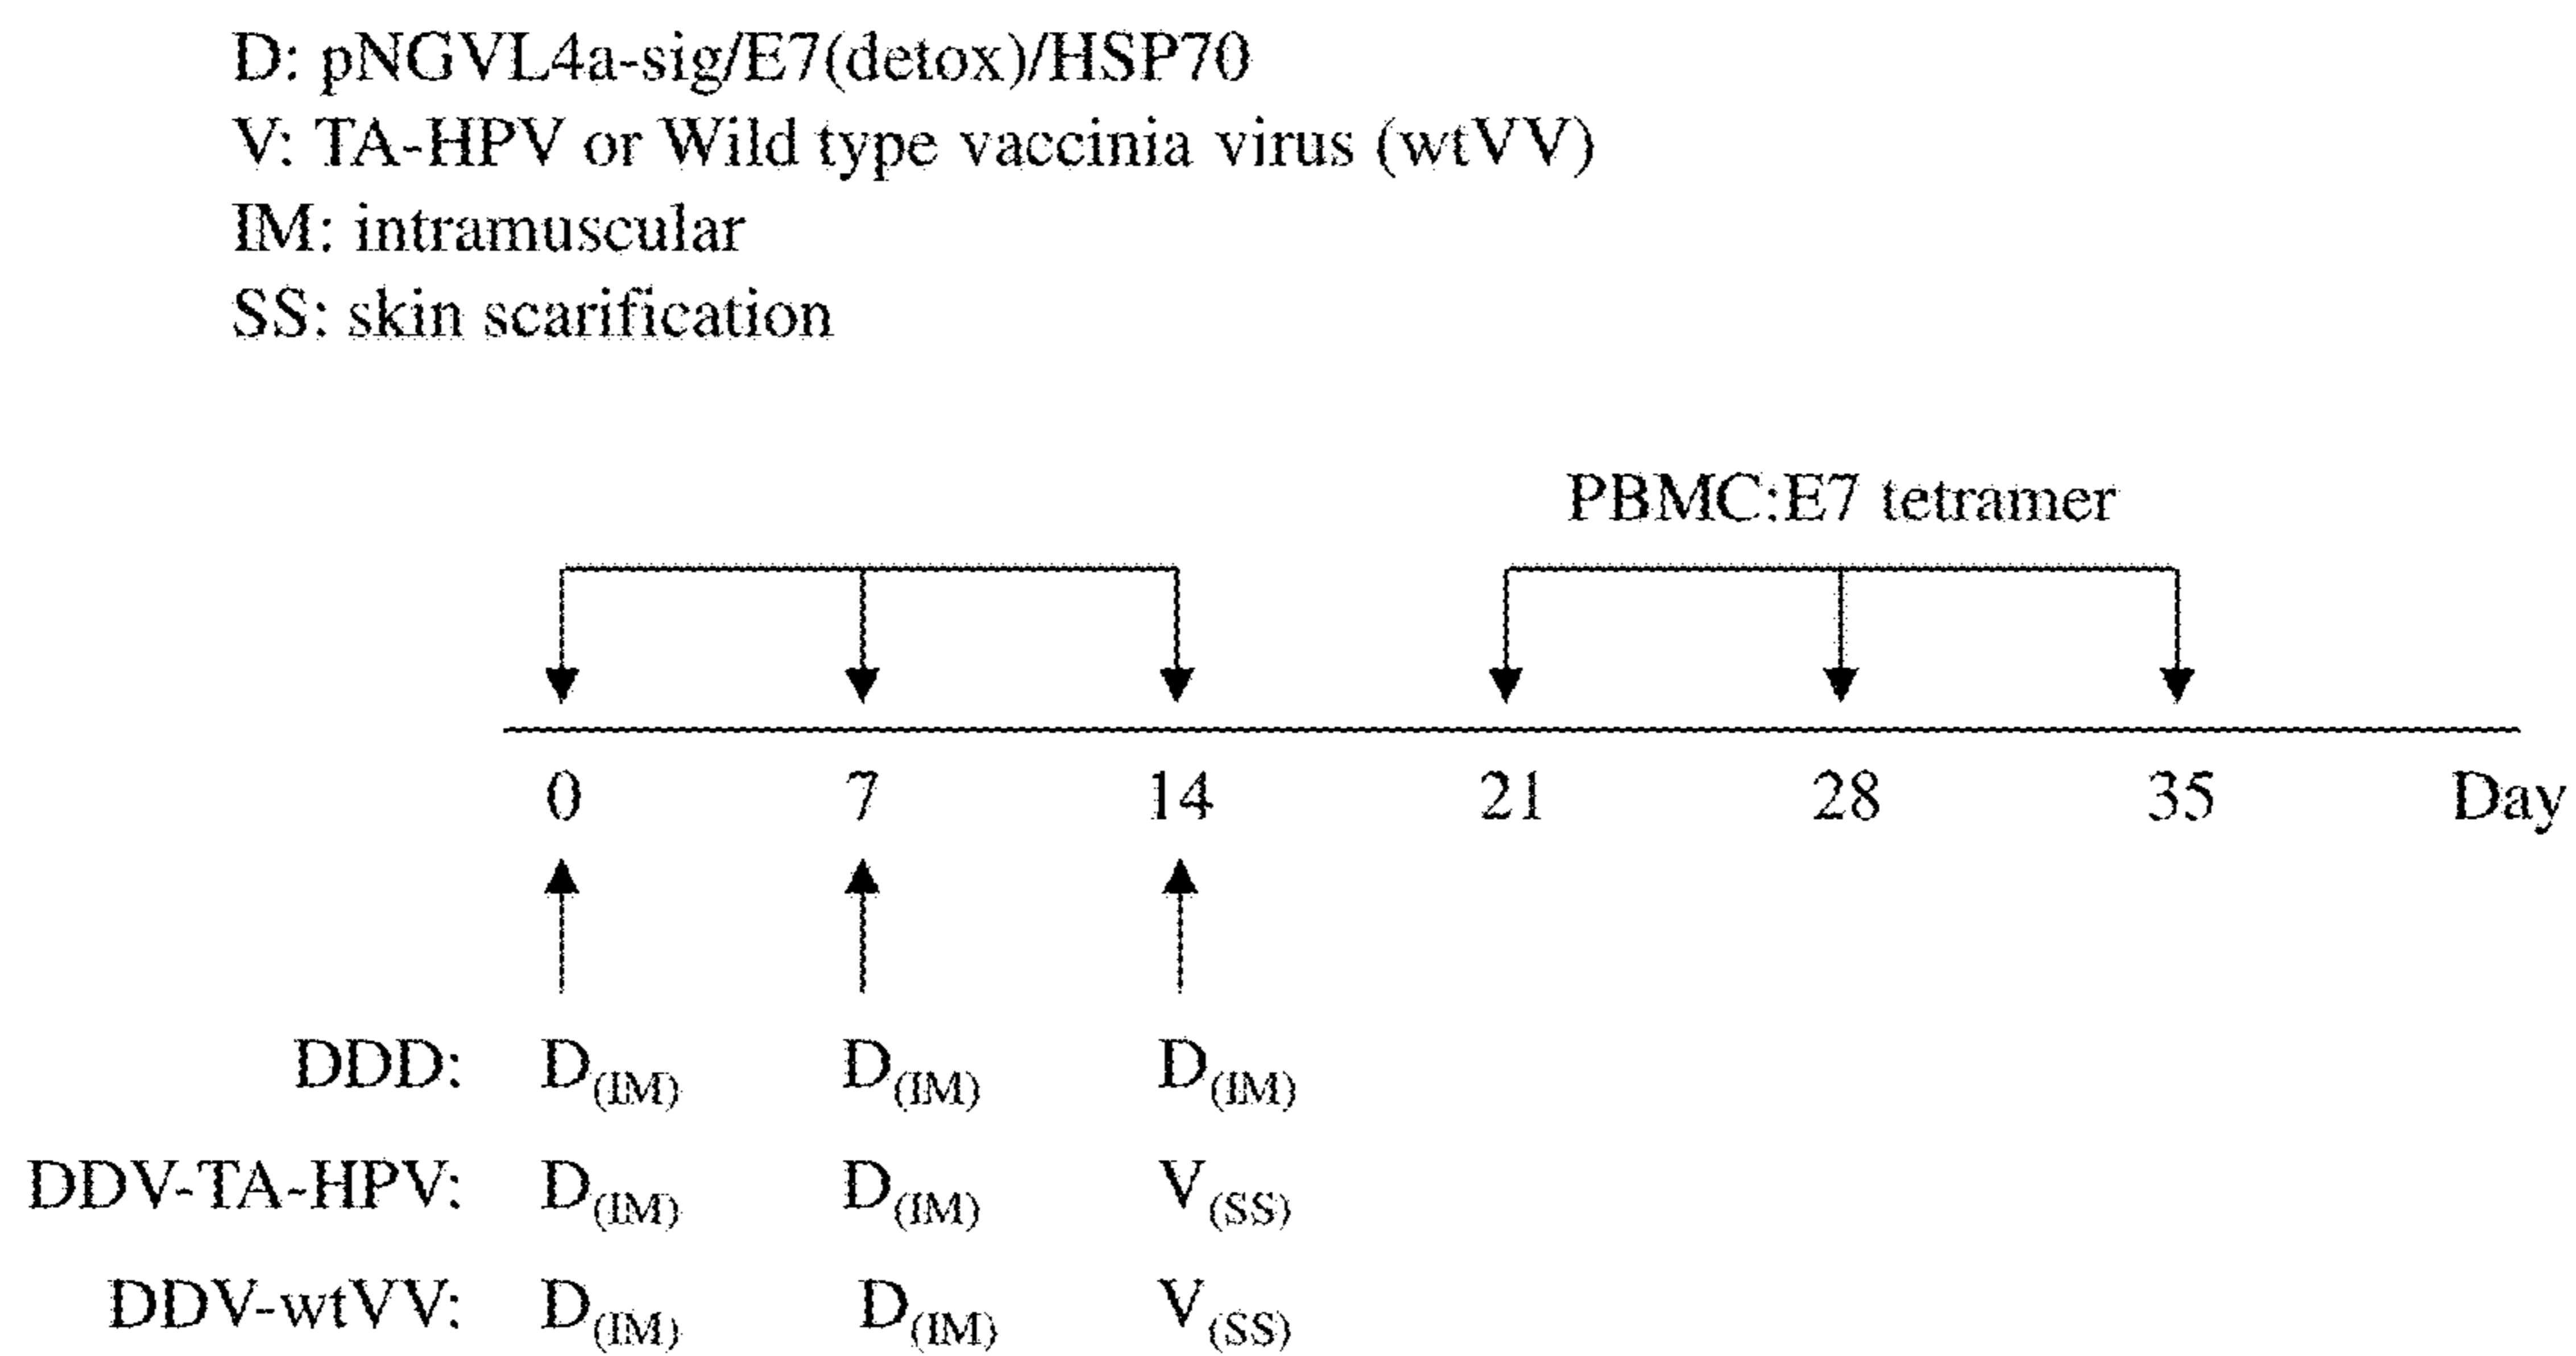 D: pNGVL4a-sig/E7(detox)/HSP70
V: TA-HPV or Wild type vaccinia virus (wtVV)
IM: intramuscular
SS: skin scarification
PBMC:E7 tetramer
0 7 14 21 28 35 Day
DDD: D(IM) D(IM) D(IM)
DDV-TA-HPV: D(IM) D(IM) V(SS)
DDV-wtVV: D(IM) D(IM) V(SS)